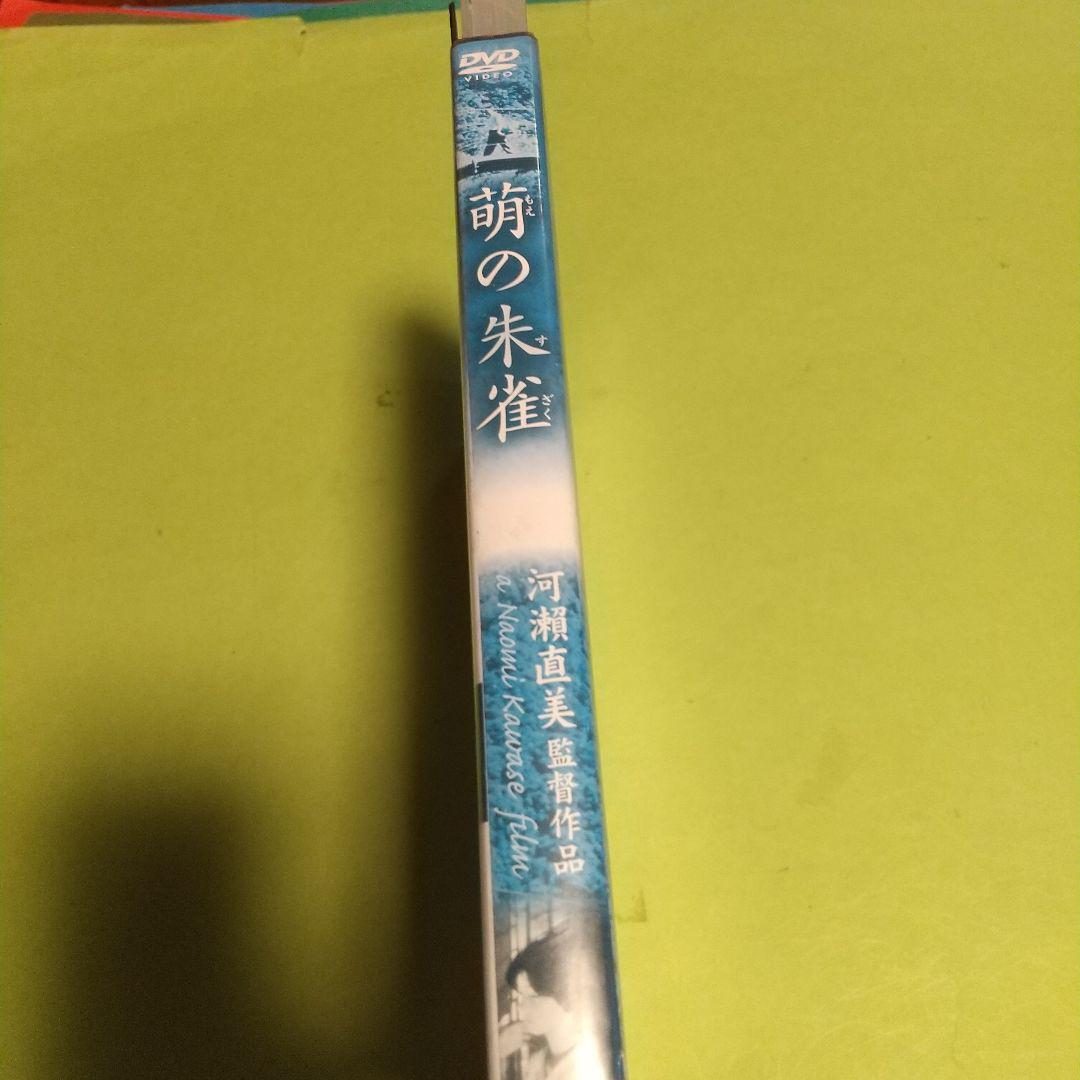 DVD
VIDEO
萌の朱雀
もえ
す
ざく
河瀨直美 監督作品
a Naomi Kawase film